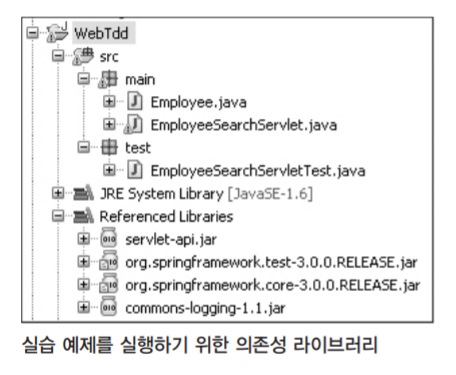 WebTdd
src
main
Employee.java
EmployeeSearchServlet.java
test
EmployeeSearchServletTest.java
JRE System Library [JavaSE-1.6]
Referenced Libraries
servlet-api.jar
org.springframework.test-3.0.0.RELEASE.jar
org.springframework.core-3.0.0.RELEASE.jar
commons-logging-1.1.jar
실습 예제를 실행하기 위한 의존성 라이브러리